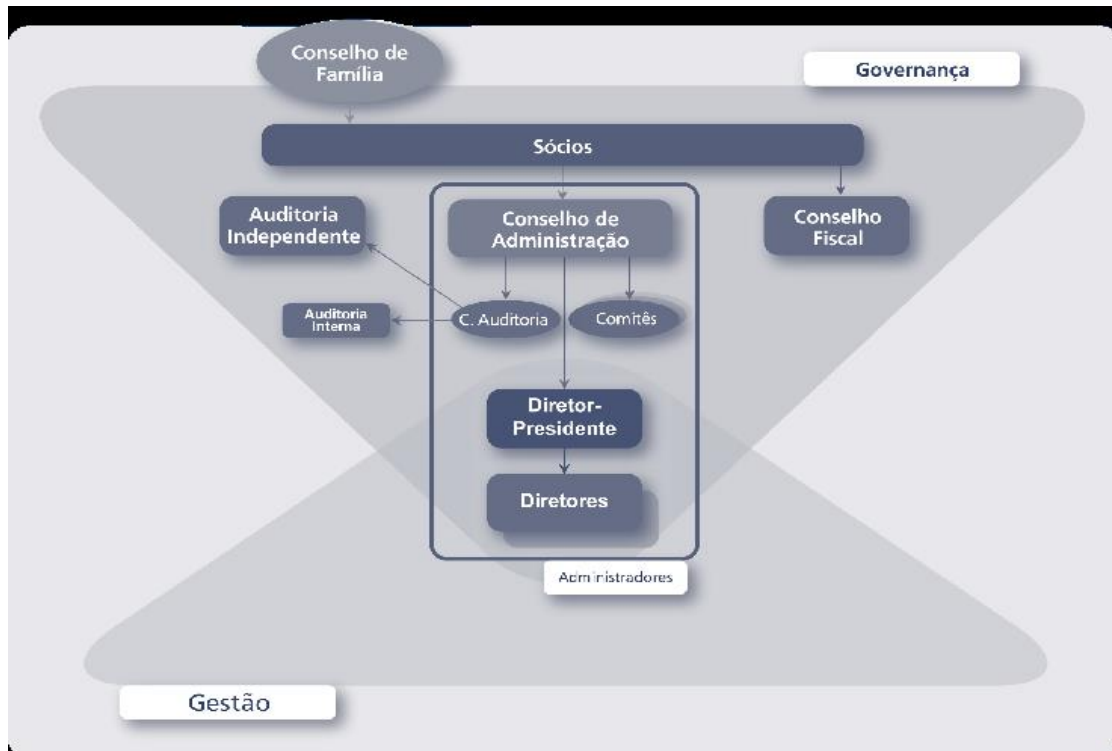 Conselho de
Família
Governança
Sócios
Auditoria
Independente
Conselho de
Administração
Conselho
Fiscal
Auditoria
Interna
C. Auditoria
Comitês
Diretor-
Presidente
Diretores
Administradores
Gestão